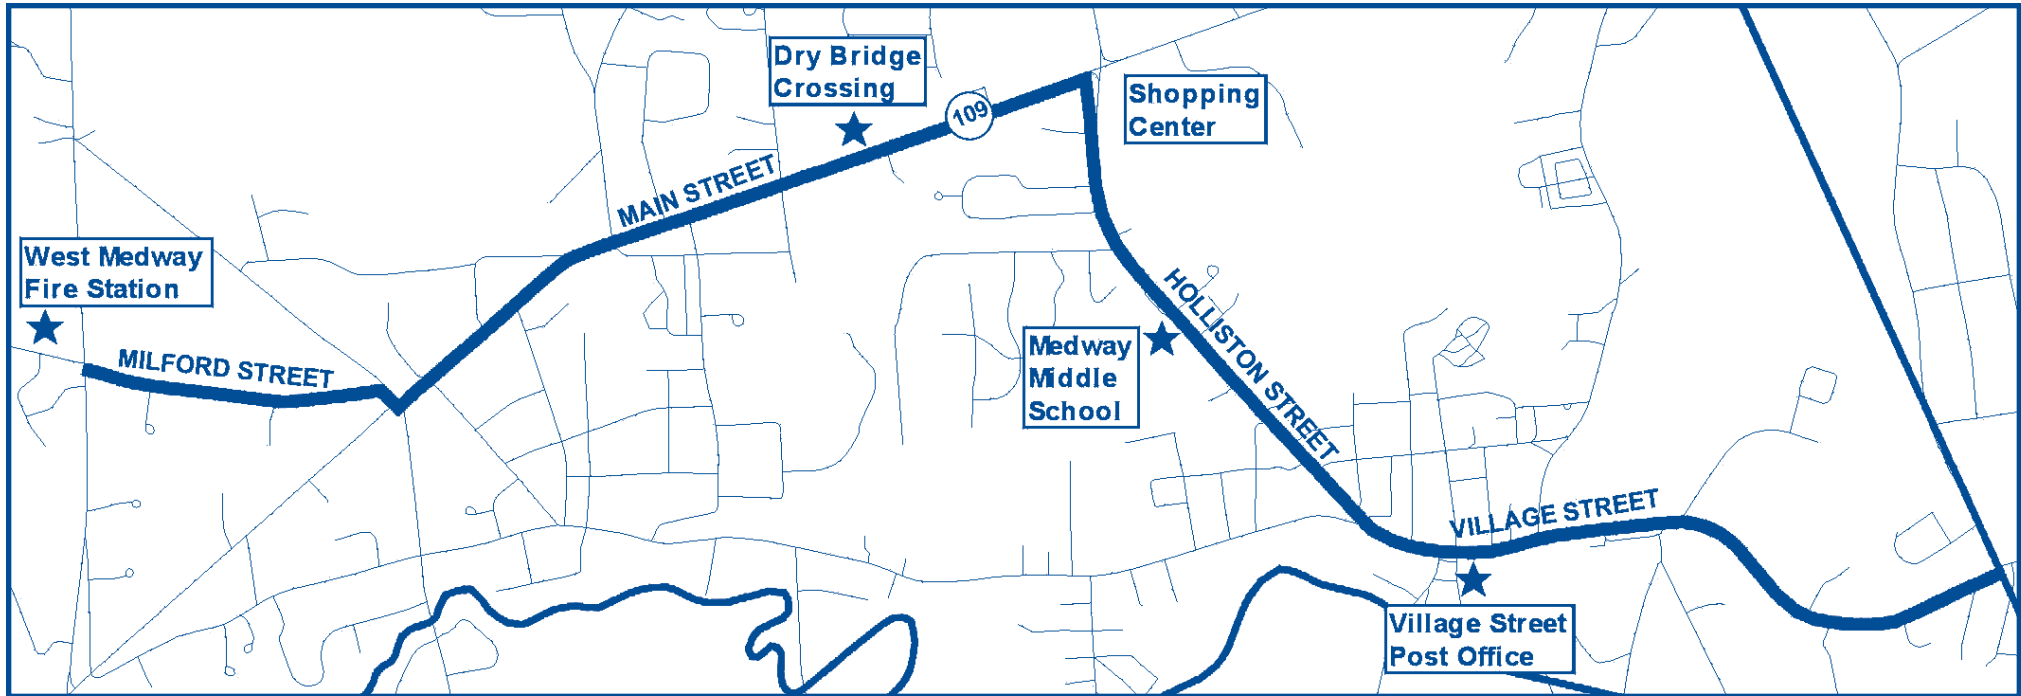 Dry Bridge
Crossing
109
Shopping
Center
MAIN STREET
West Medway
Fire Station
MILFORD STREET
HOLLISTON STREET
Medway
Middle
School
VILLAGE STREET
Village Street
Post Office